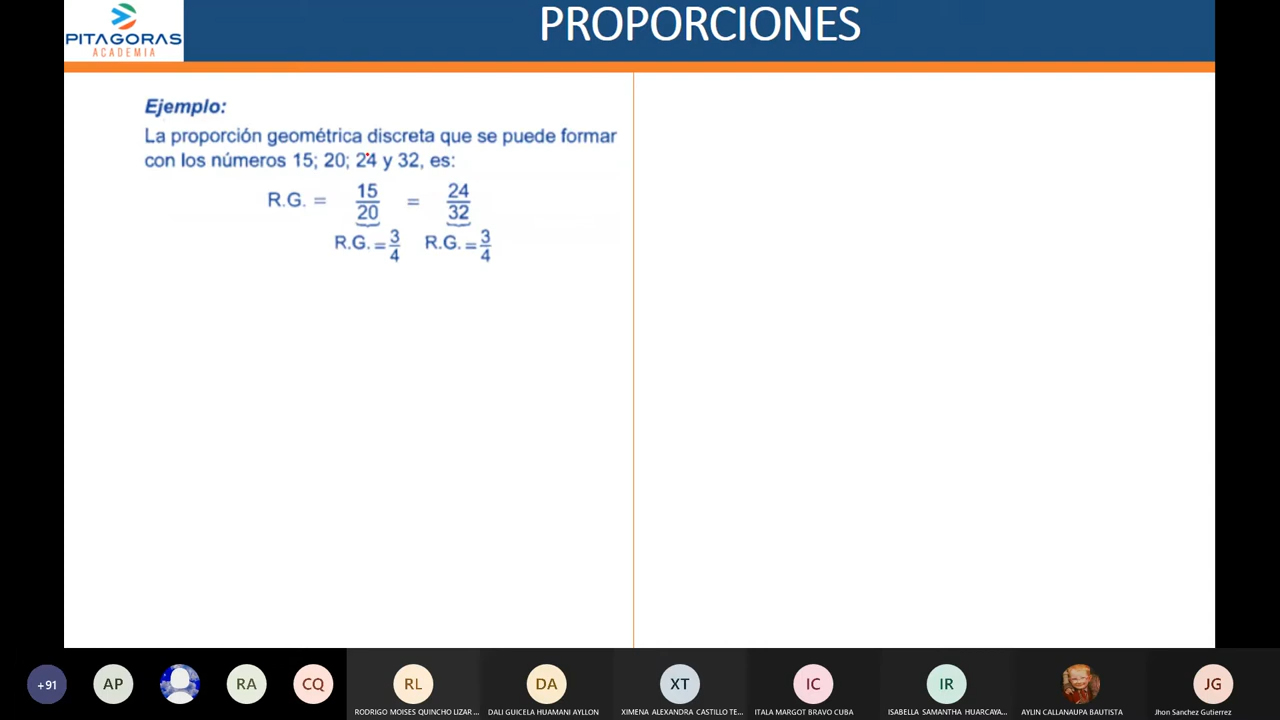 PITAGORAS
ACADEMIA
PROPORCIONES
Ejemplo:
La proporción geométrica discreta que se puede formar
con los números 15; 20; 24 y 32, es:
R.G. = 15/20 = 24/32
R.G. = 3/4 R.G. = 3/4
+91 AP RA CQ RL DA XT IC IR JG
RODRIGO MOISES QUINCHO LIZAR ... DALI GUICELA HUAMANI AYLLON XIMENA ALEXANDRA CASTILLO TE... ITALA MARGOT BRAVO CUBA ISABELLA SAMANTHA HUARCAYA... AYLIN CALLANAUPA BAUTISTA Jhon Sanchez Gutierrez